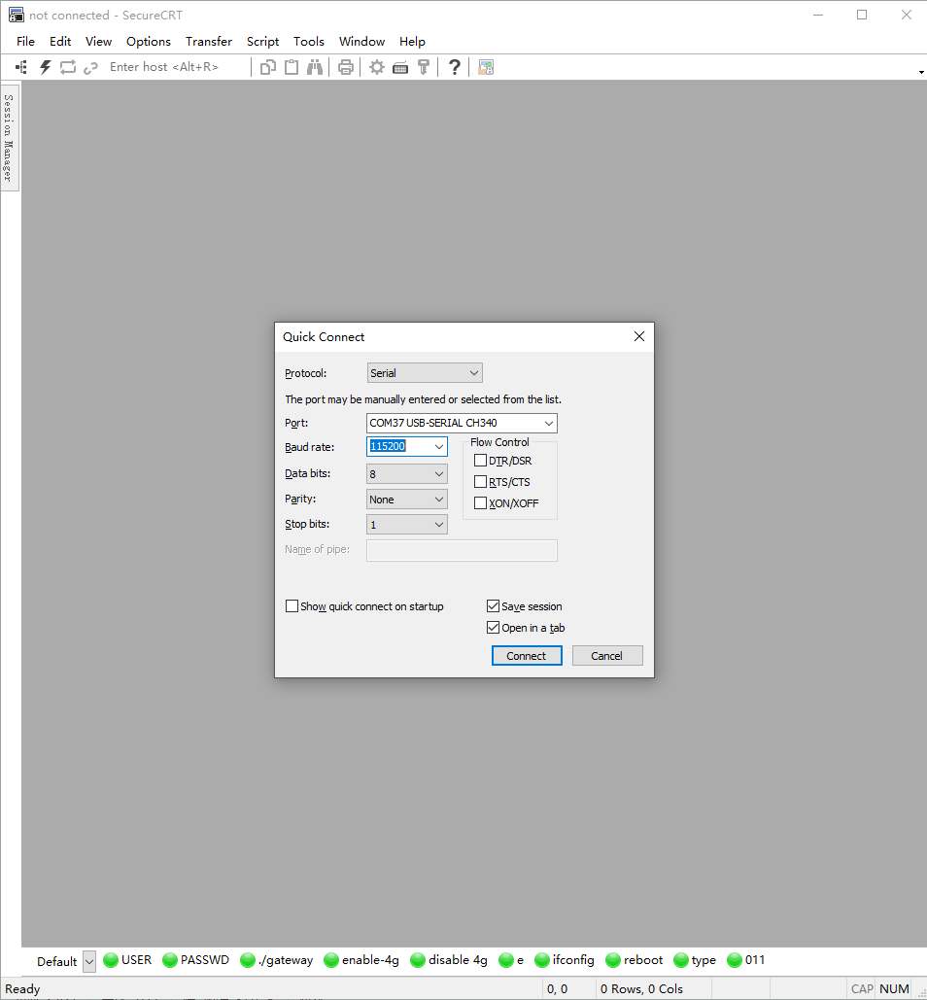 not connected - SecureCRT
File Edit View Options Transfer Script Tools Window Help
Enter host <Alt+R>
Session Manager
Quick Connect
Protocol: Serial
The port may be manually entered or selected from the list.
Port: COM37 USB-SERIAL CH340
Baud rate: 115200
Flow Control
DTR/DSR
Data bits: 8
RTS/CTS
Parity: None
XON/XOFF
Stop bits: 1
Name of pipe:
Show quick connect on startup
Save session
Open in a tab
Connect Cancel
Default USER PASSWD ./gateway enable-4g disable 4g e ifconfig reboot type 011
Ready 0, 0 0 Rows, 0 Cols CAP NUM